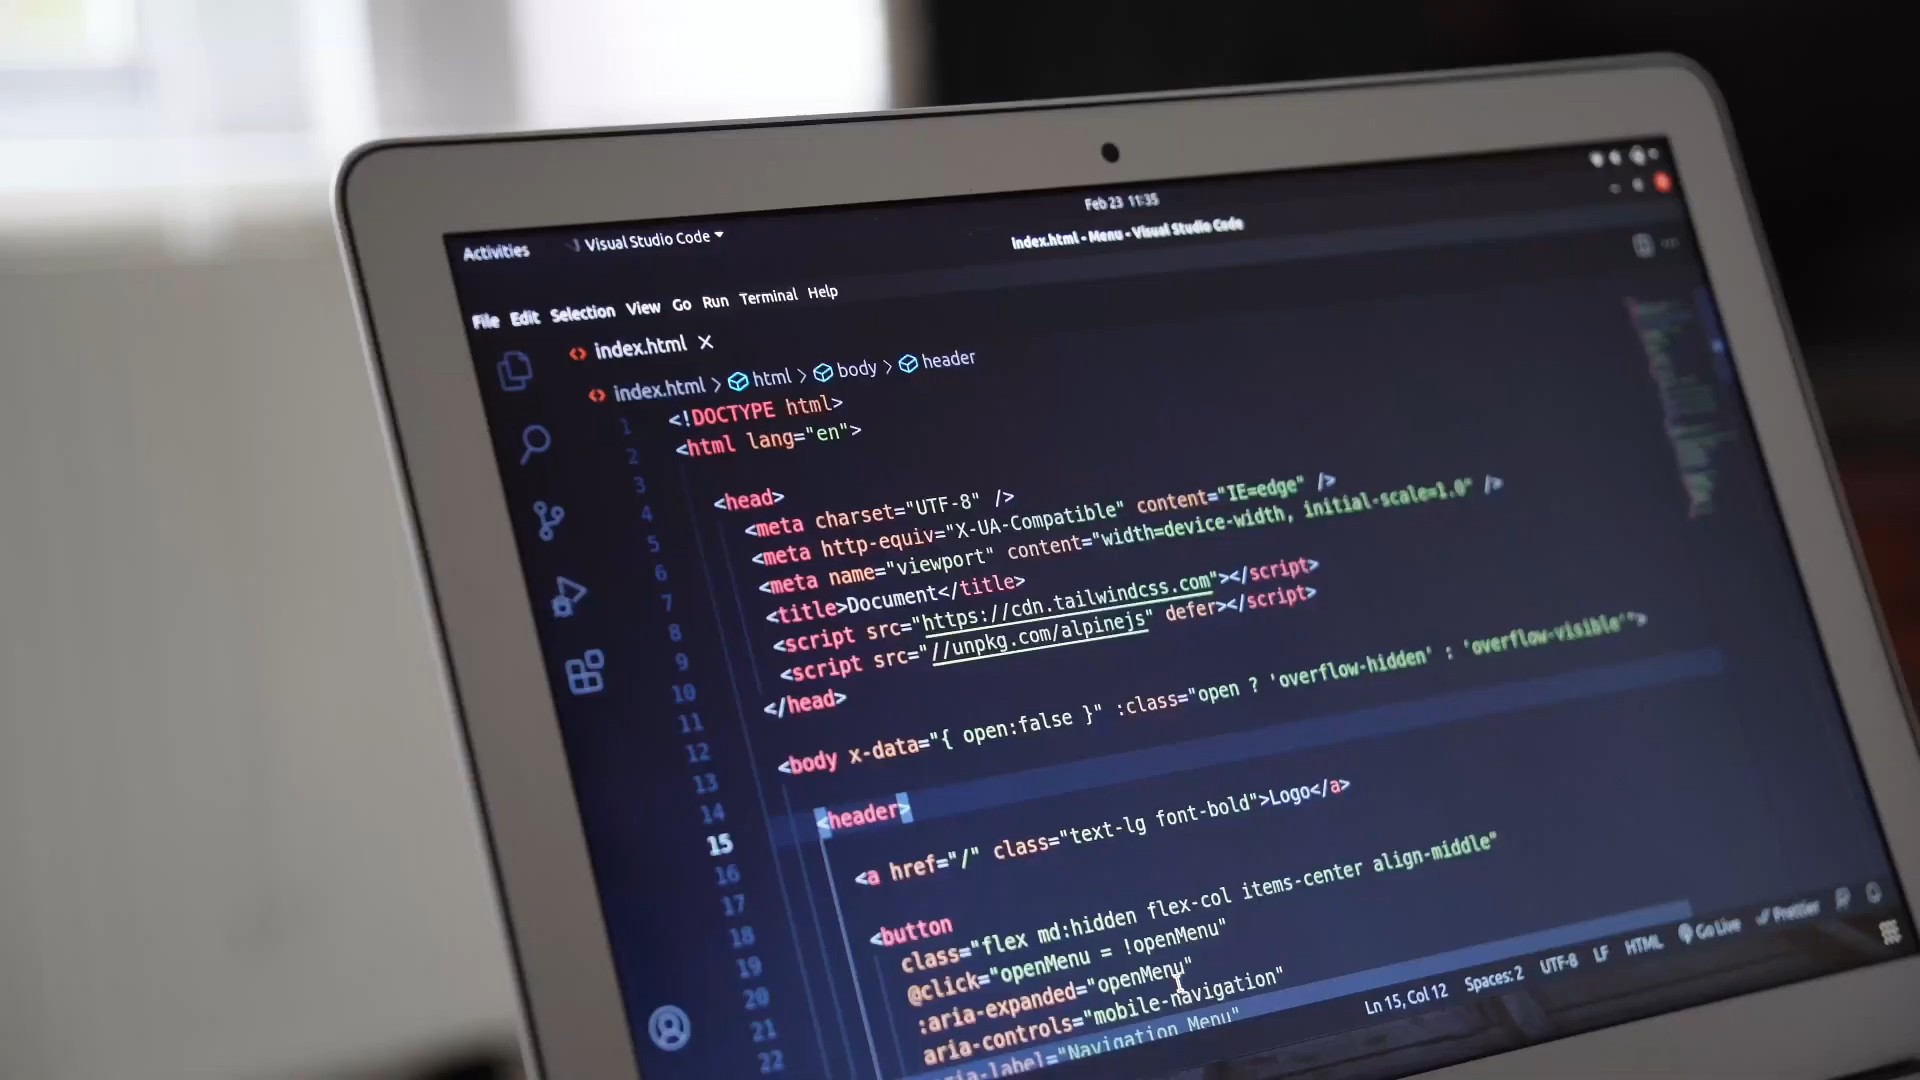 Feb 23 11:35
Activities Visual Studio Code
index.html - Menu - Visual Studio Code
File Edit Selection View Go Run Terminal Help
index.html
index.html > html > body > header
1 <!DOCTYPE html>
2 <html lang="en">
3
4 <head>
5 <meta charset="UTF-8" />
6 <meta http-equiv="X-UA-Compatible" content="IE=edge" />
7 <meta name="viewport" content="width=device-width, initial-scale=1.0" />
8 <title>Document</title>
9 <script src="https://cdn.tailwindcss.com"></script>
10 <script src="//unpkg.com/alpinejs" defer></script>
11 </head>
12
13 <body x-data="{ open:false }" :class="open ? 'overflow-hidden' : 'overflow-visible'">
14
15 <header>
16
17 <a href="/" class="text-lg font-bold">Logo</a>
18
19 <button
20 class="flex md:hidden flex-col items-center align-middle"
21 @click="openMenu = !openMenu"
22 :aria-expanded="openMenu"
aria-controls="mobile-navigation"
aria-label="Navigation Menu"
Ln 15, Col 12 Spaces: 2 UTF-8 LF HTML Go Live Prettier